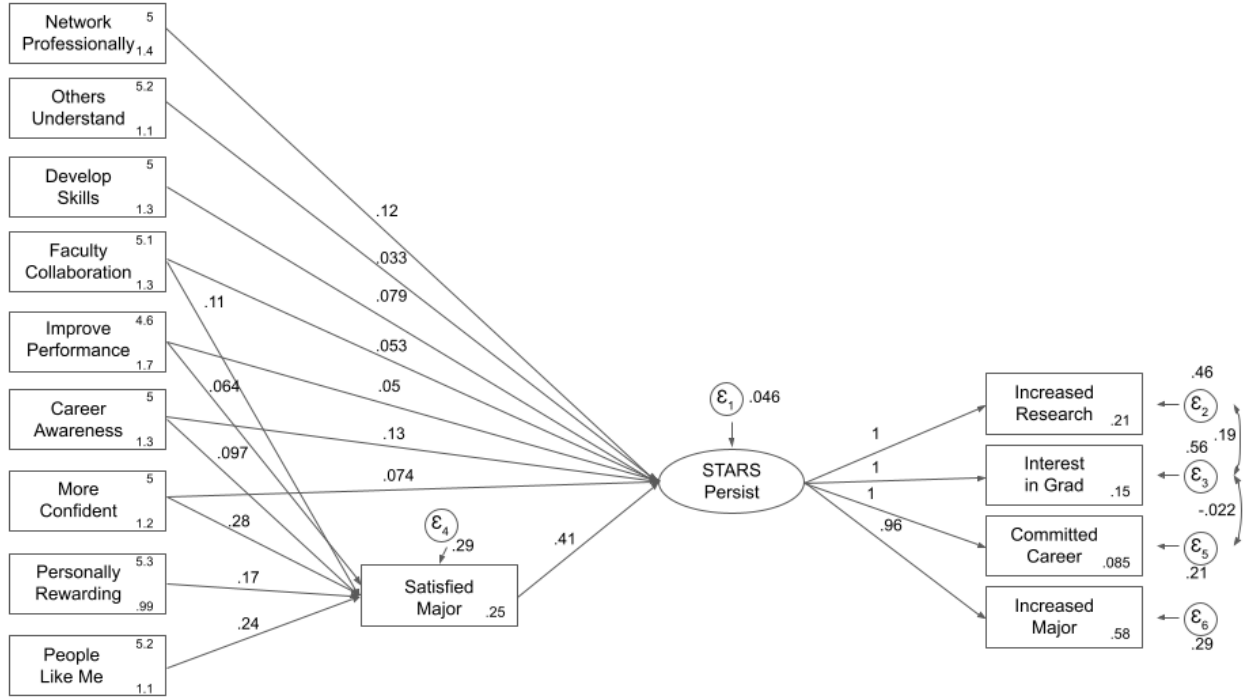 5
Network
Professionally
1.4
5.2
Others
Understand
1.1
5
Develop
Skills
1.3
5.1
Faculty
Collaboration
1.3
4.6
Improve
Performance
1.7
5
Career
Awareness
1.3
5
More
Confident
1.2
5.3
Personally
Rewarding
.99
5.2
People
Like Me
1.1
.12
.033
.079
.053
.05
.13
.074
.11
.064
.097
.28
.17
.24
ε4
.29
Satisfied
Major
.25
.41
ε1
.046
STARS
Persist
1
1
1
.96
Increased
Research
.21
.46
ε2
.19
Interest
in Grad
.15
.56
ε3
-.022
Committed
Career
.085
ε5
.21
Increased
Major
.58
ε6
.29